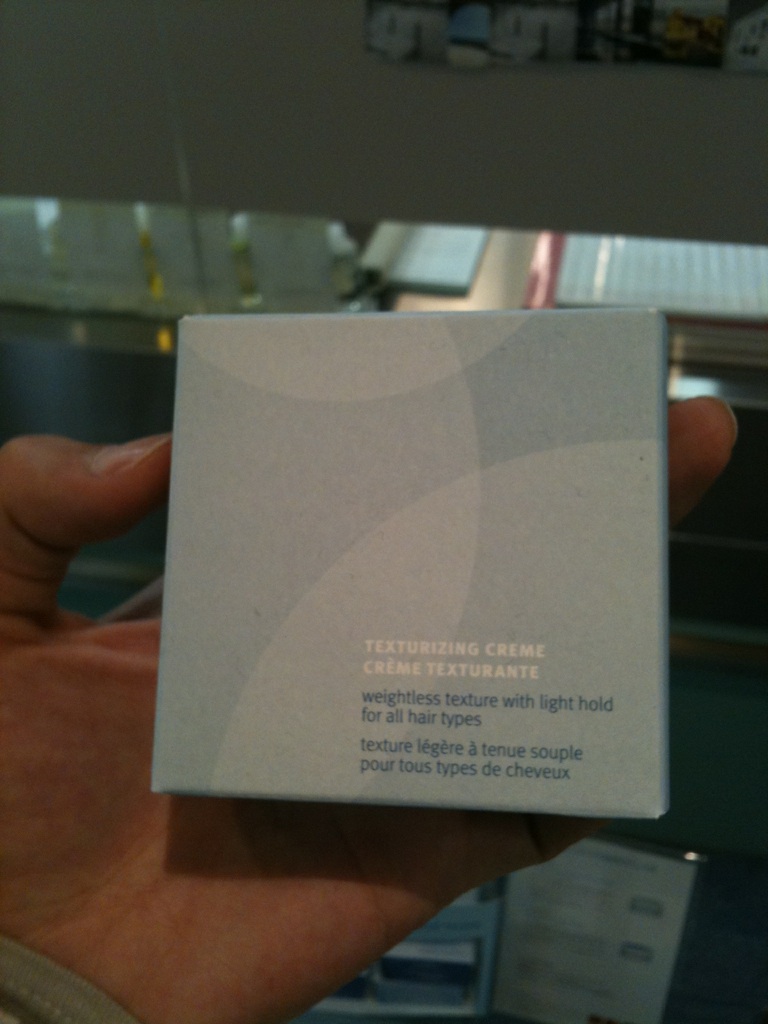 TEXTURIZING CREME
CRÈME TEXTURANTE
weightless texture with light hold
for all hair types
texture légère à tenue souple
pour tous types de cheveux